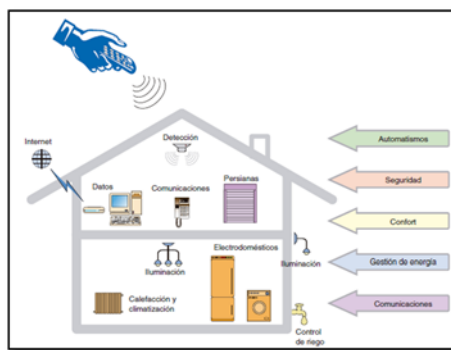 Detección
Automatismos
Internet
Persianas
Seguridad
Datos
Comunicaciones
Confort
Electrodomésticos
Iluminación
Iluminación
Gestión de energía
Calefacción y
climatización
Comunicaciones
Control
de riego